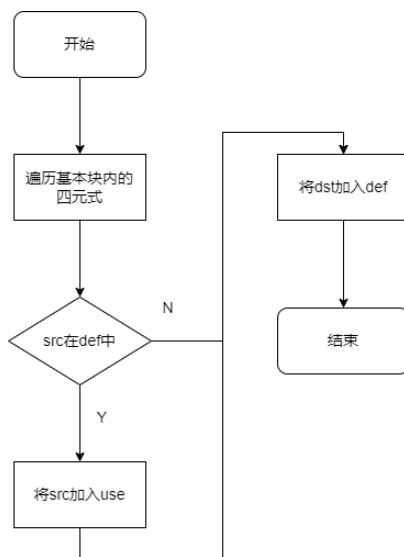 开始
遍历基本块内的
四元式
src在def中
N
Y
将src加入use
将dst加入def
结束